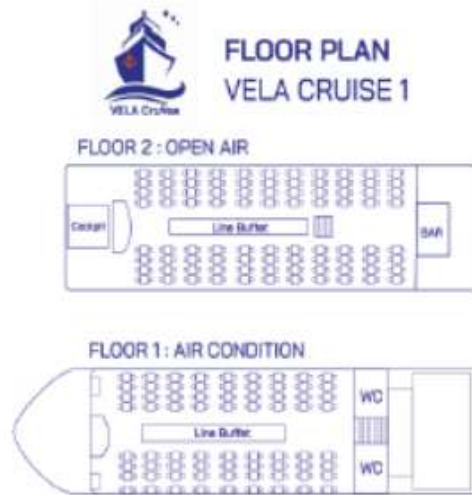 VELA Cruise
FLOOR PLAN
VELA CRUISE 1
FLOOR 2 : OPEN AIR
Cockpit
Line Buffet
BAR
FLOOR 1 : AIR CONDITION
WC
Line Buffet
WC